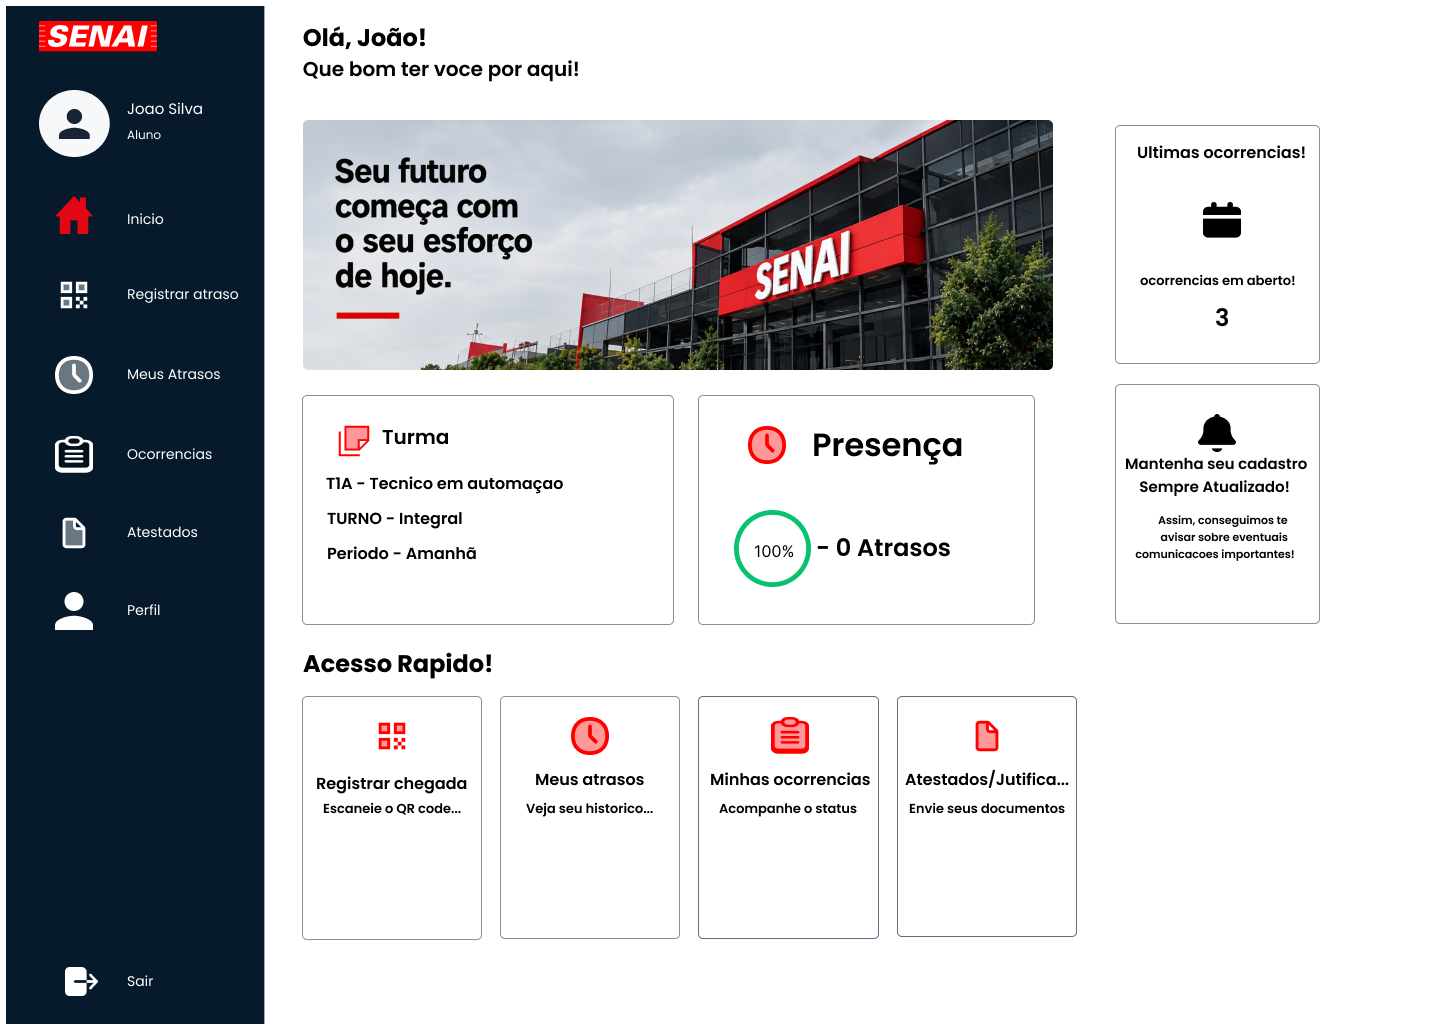 SENAI
Joao Silva
Aluno
Inicio
Registrar atraso
Meus Atrasos
Ocorrencias
Atestados
Perfil
Sair
Olá, João!
Que bom ter voce por aqui!
Seu futuro
começa com
o seu esforço
de hoje.
SENAI
Turma
T1A - Tecnico em automaçao
TURNO - Integral
Periodo - Amanhã
Presença
100%
- 0 Atrasos
Ultimas ocorrencias!
ocorrencias em aberto!
3
Mantenha seu cadastro
Sempre Atualizado!
Assim, conseguimos te
avisar sobre eventuais
comunicacoes importantes!
Acesso Rapido!
Registrar chegada
Escaneie o QR code...
Meus atrasos
Veja seu historico...
Minhas ocorrencias
Acompanhe o status
Atestados/Jutifica...
Envie seus documentos